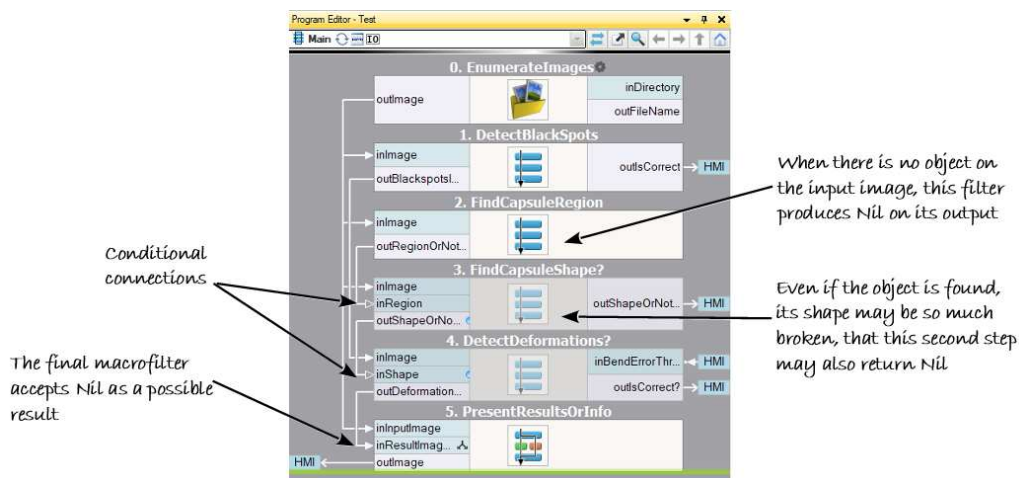 Program Editor - Test
Main
IO
0. EnumerateImages
outImage
inDirectory
outFileName
1. DetectBlackSpots
inImage
outIsCorrect
HMI
outBlackspotsI...
2. FindCapsuleRegion
inImage
outRegionOrNot...
3. FindCapsuleShape?
inImage
inRegion
outShapeOrNot...
HMI
outShapeOrNo...
4. DetectDeformations?
inImage
inBendErrorThr...
HMI
inShape
outIsCorrect?
HMI
outDeformation...
5. PresentResultsOrInfo
inInputImage
inResultImag...
HMI
outImage
Conditional
connections
The final macrofilter
accepts Nil as a possible
result
When there is no object on
the input image, this filter
produces Nil on its output
Even if the object is found,
its shape may be so much
broken, that this second step
may also return Nil